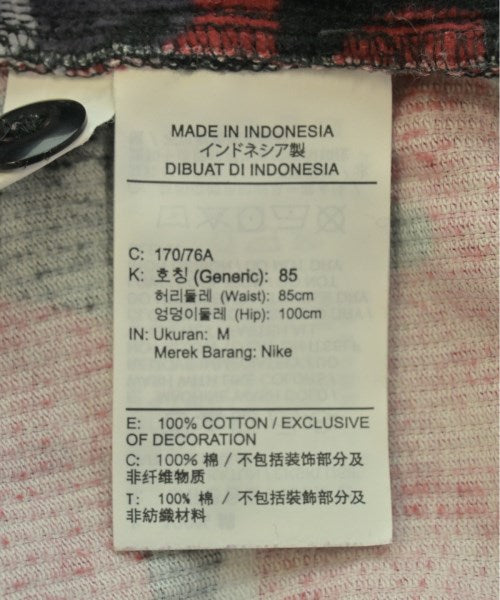 MADE IN INDONESIA
インドネシア製
DIBUAT DI INDONESIA
C: 170/76A
K: 호칭 (Generic): 85
허리둘레 (Waist): 85cm
엉덩이둘레 (Hip): 100cm
IN: Ukuran: M
Merek Barang: Nike
E: 100% COTTON / EXCLUSIVE
OF DECORATION
C: 100% 棉 / 不包括装饰部分及
非纤维物质
T: 100% 棉 / 不包括裝飾部分及
非紡織材料